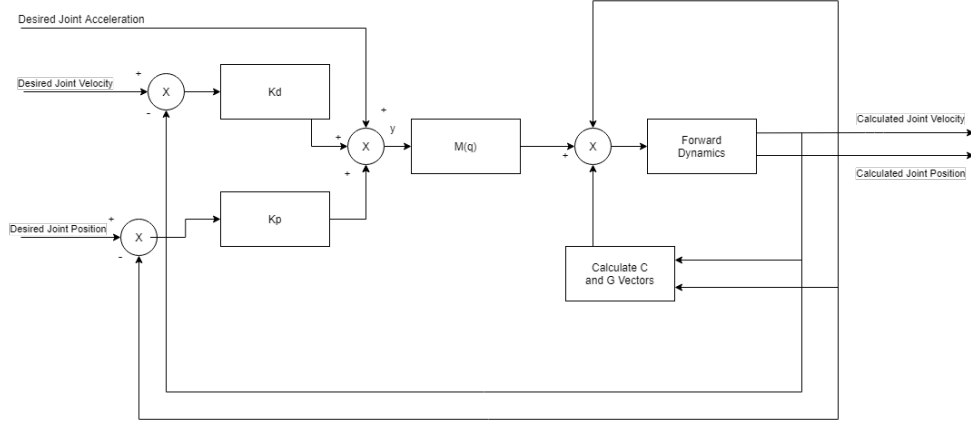 Desired Joint Acceleration
+
Desired Joint Velocity
-
X
Kd
+
y
+
X
+
M(q)
+
X
Forward
Dynamics
Calculated Joint Velocity
Calculated Joint Position
+
Desired Joint Position
-
X
Kp
Calculate C
and G Vectors